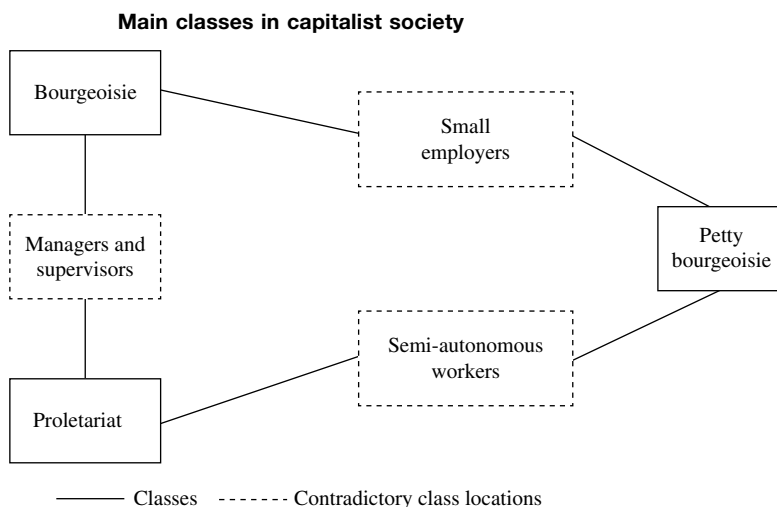 Main classes in capitalist society
Bourgeoisie
Small
employers
Managers and
supervisors
Petty
bourgeoisie
Semi-autonomous
workers
Proletariat
Classes
Contradictory class locations